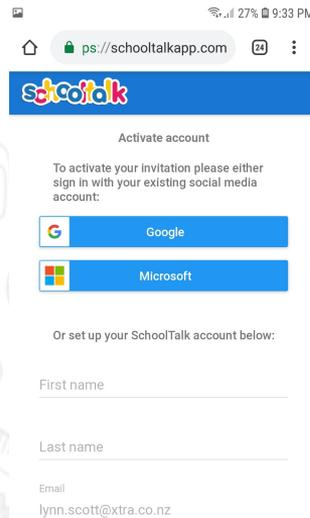 27% 9:33 PM
ps://schooltalkapp.com 24
schooltalk
Activate account
To activate your invitation please either
sign in with your existing social media
account:
Google
Microsoft
Or set up your SchoolTalk account below:
First name
Last name
Email
lynn.scott@xtra.co.nz